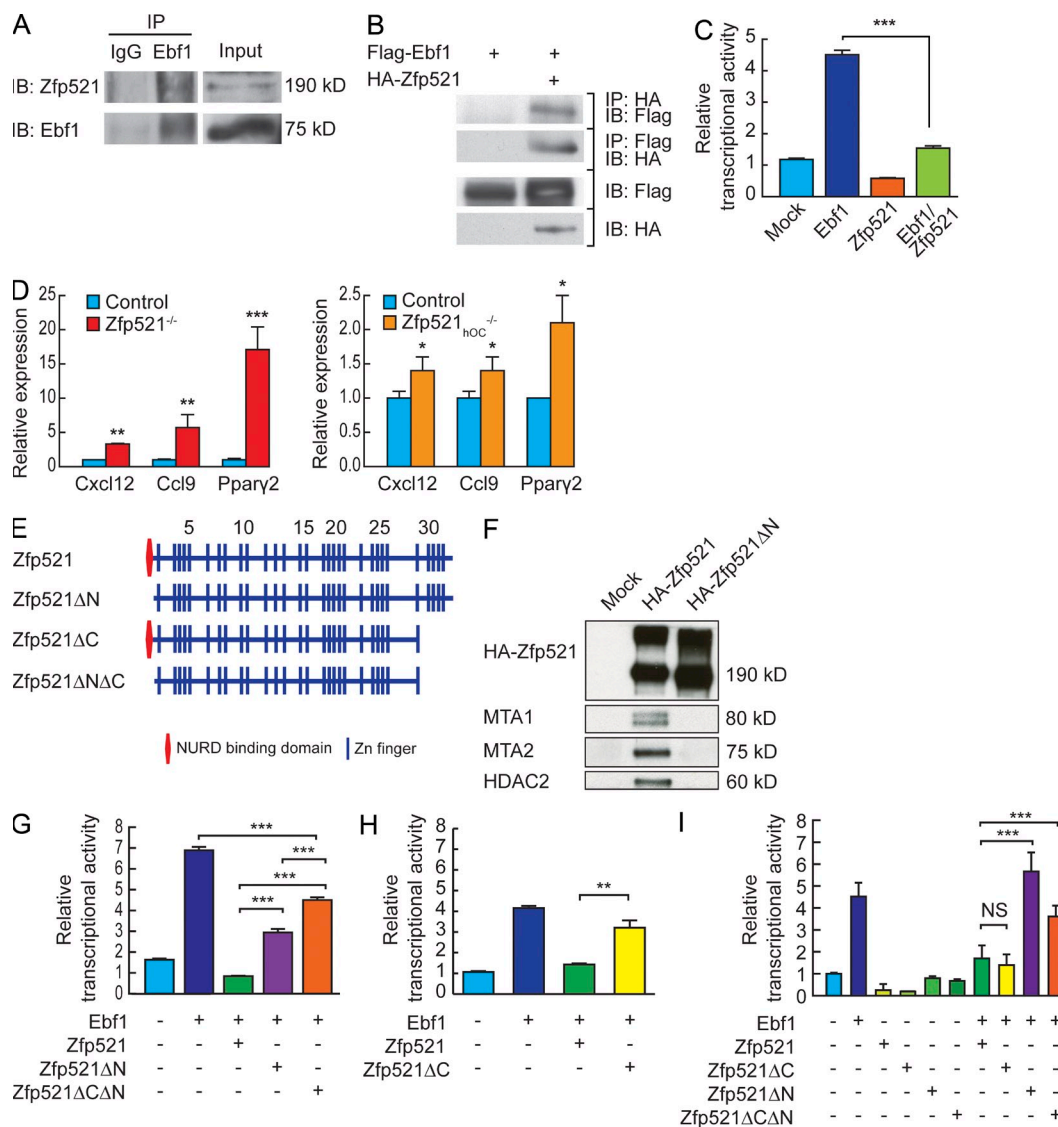 A
IP
IgG Ebf1 Input
IB: Zfp521 190 kD
IB: Ebf1 75 kD
B
Flag-Ebf1 + +
HA-Zfp521 +
IP: HA
IB: Flag
IP: Flag
IB: HA
IB: Flag
IB: HA
C
Relative
transcriptional activity
5
4
3
2
1
0
***
Mock
Ebf1
Zfp521
Ebf1/
Zfp521
D
Relative expression
25
20
15
10
5
0
Control
Zfp521-/-
** ** ***
Cxcl12 Ccl9 Pparγ2
Relative expression
2.5
2.0
1.5
1.0
0.5
0.0
Control
Zfp521hOC-/-
* * *
Cxcl12 Ccl9 Pparγ2
E
5 10 15 20 25 30
Zfp521
Zfp521ΔN
Zfp521ΔC
Zfp521ΔNΔC
NURD binding domain Zn finger
F
Mock
HA-Zfp521
HA-Zfp521ΔN
HA-Zfp521 190 kD
MTA1 80 kD
MTA2 75 kD
HDAC2 60 kD
G
Relative
transcriptional activity
8
7
6
5
4
3
2
1
0
***
***
***
***
Ebf1 - + + + +
Zfp521 - - + - -
Zfp521ΔN - - - + -
Zfp521ΔCΔN - - - - +
H
Relative
transcriptional activity
6
5
4
3
2
1
0
**
Ebf1 - + + +
Zfp521 - - + -
Zfp521ΔC - - - +
I
Relative
transcriptional activity
8
7
6
5
4
3
2
1
0
***
***
NS
Ebf1 - + - - - - + + + +
Zfp521 - - + - - - + - - -
Zfp521ΔC - - - + - - - + - -
Zfp521ΔN - - - - + - - - + -
Zfp521ΔCΔN - - - - - + - - - +